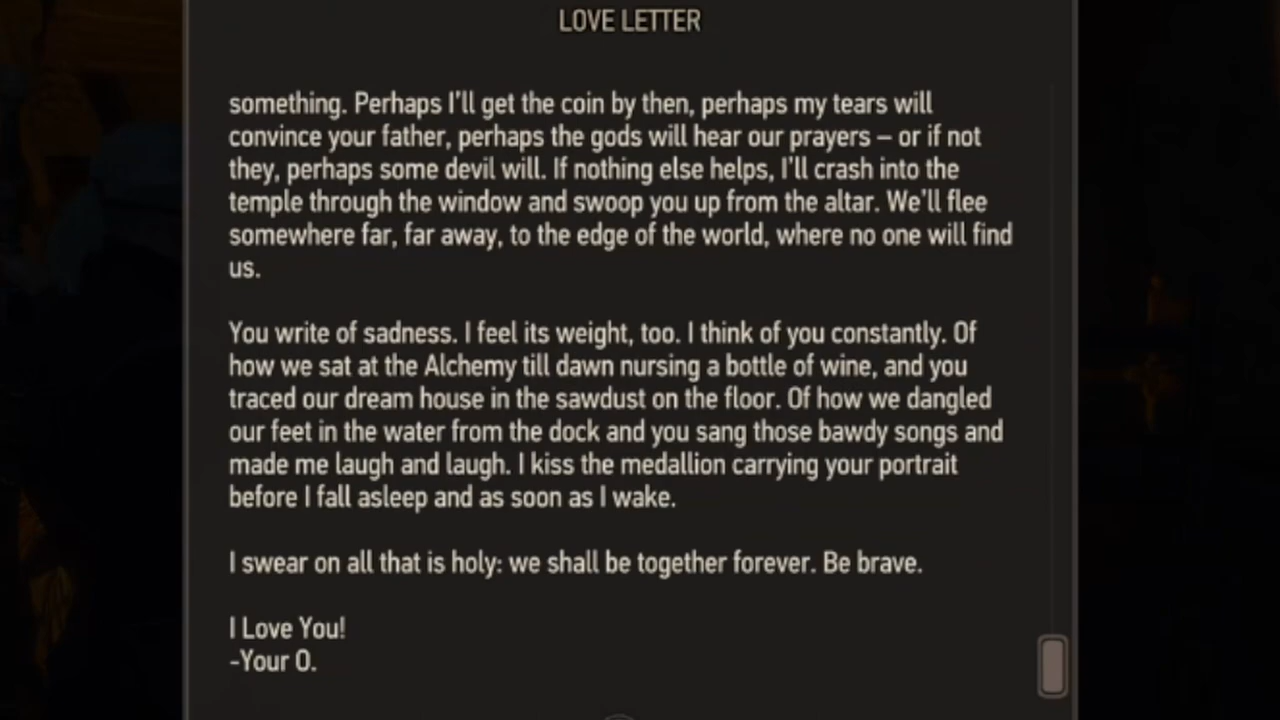 LOVE LETTER
something. Perhaps I'll get the coin by then, perhaps my tears will
convince your father, perhaps the gods will hear our prayers – or if not
they, perhaps some devil will. If nothing else helps, I'll crash into the
temple through the window and swoop you up from the altar. We'll flee
somewhere far, far away, to the edge of the world, where no one will find
us.
You write of sadness. I feel its weight, too. I think of you constantly. Of
how we sat at the Alchemy till dawn nursing a bottle of wine, and you
traced our dream house in the sawdust on the floor. Of how we dangled
our feet in the water from the dock and you sang those bawdy songs and
made me laugh and laugh. I kiss the medallion carrying your portrait
before I fall asleep and as soon as I wake.
I swear on all that is holy: we shall be together forever. Be brave.
I Love You!
-Your O.